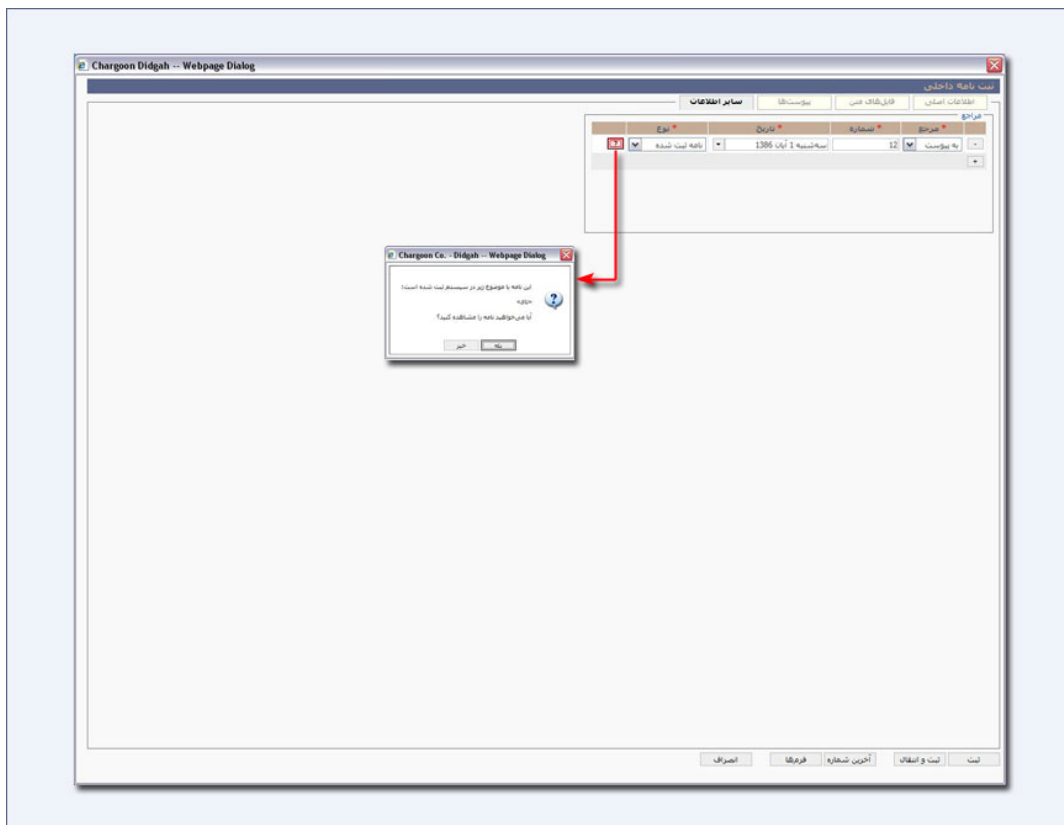 Chargoon Didgah -- Webpage Dialog
ثبت نامه داخلی
اطلاعات اصلی فایل‌های متن پیوست‌ها سایر اطلاعات
مراجع
* مرجع * شماره * تاریخ * نوع
- به پیوست 12 سه‌شنبه 1 آبان 1386 نامه ثبت شده ?
+
Chargoon Co. - Didgah -- Webpage Dialog
این نامه با موضوع زیر در سیستم ثبت شده است:
آیا می‌خواهید نامه را مشاهده کنید؟
بله خیر
ثبت ثبت و انتقال آخرین شماره فرم‌ها انصراف